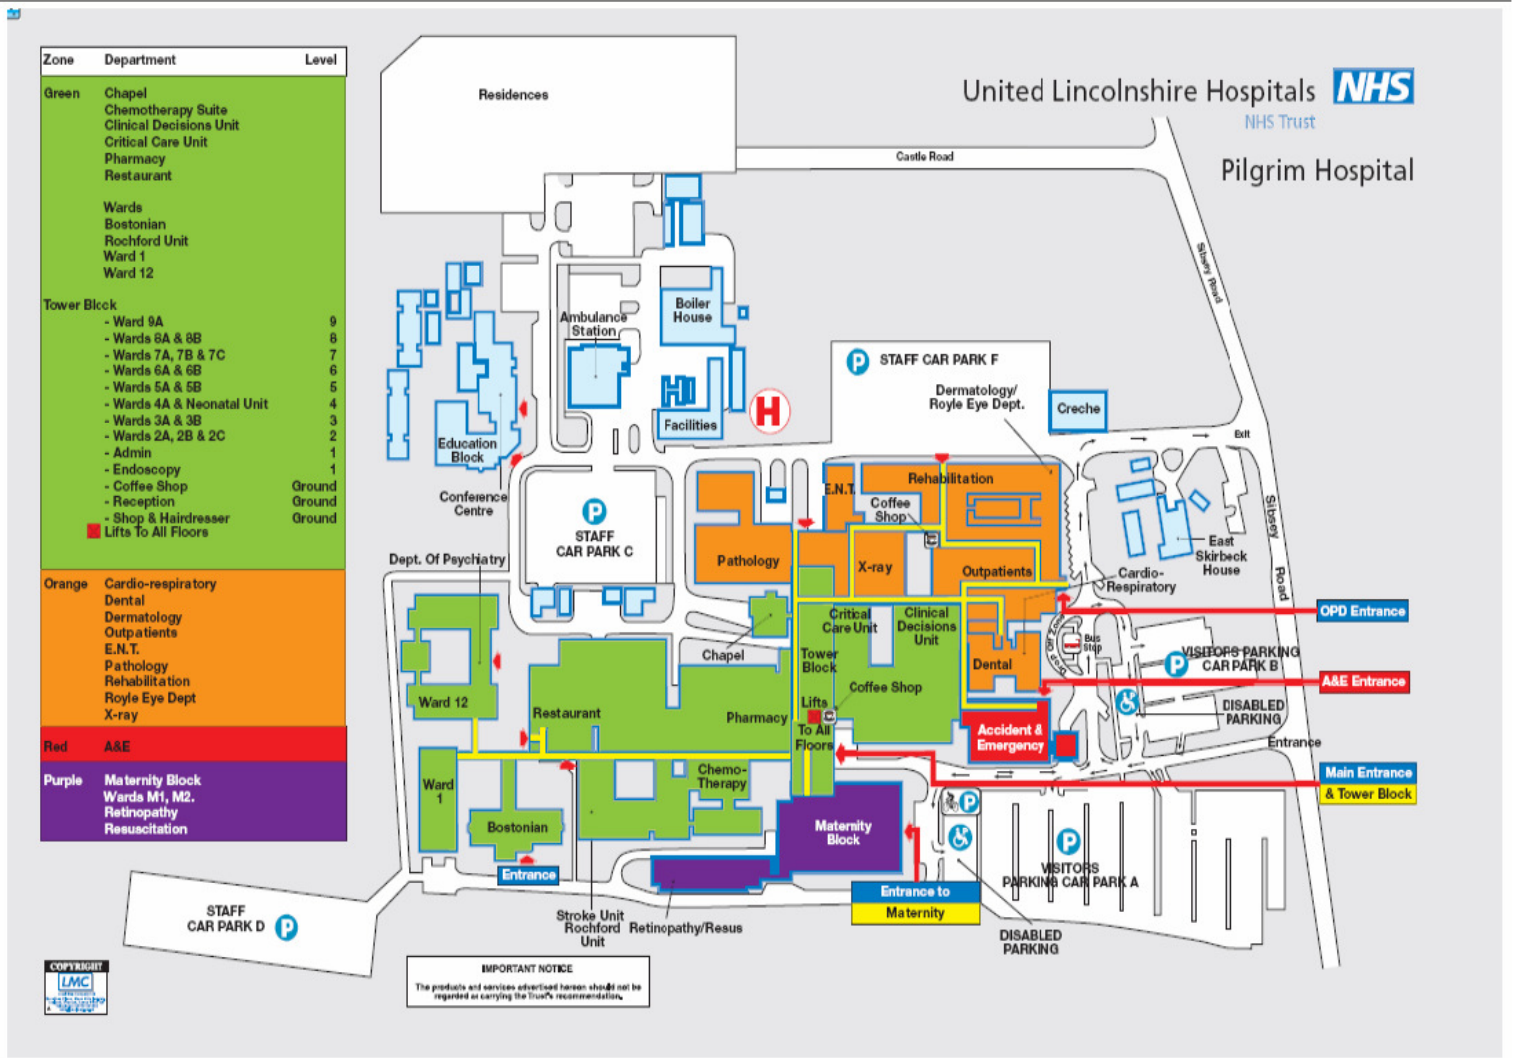 Zone Department Level
Green Chapel
Chemotherapy Suite
Clinical Decisions Unit
Critical Care Unit
Pharmacy
Restaurant
Wards
Bostonian
Rochford Unit
Ward 1
Ward 12
Tower Block
- Ward 9A 9
- Wards 8A & 8B 8
- Wards 7A, 7B & 7C 7
- Wards 6A & 6B 6
- Wards 5A & 5B 5
- Wards 4A & Neonatal Unit 4
- Wards 3A & 3B 3
- Wards 2A, 2B & 2C 2
- Admin 1
- Endoscopy 1
- Coffee Shop Ground
- Reception Ground
- Shop & Hairdresser Ground
Lifts To All Floors
Orange Cardio-respiratory
Dental
Dermatology
Outpatients
E.N.T.
Pathology
Rehabilitation
Royle Eye Dept
X-ray
Red A&E
Purple Maternity Block
Wards M1, M2.
Retinopathy
Resuscitation
United Lincolnshire Hospitals NHS
NHS Trust
Pilgrim Hospital
Residences
Castle Road
Sibsey Road
Boiler
House
Ambulance
Station
P STAFF CAR PARK F
Dermatology/
Royle Eye Dept.
Creche
H
Facilities
Education
Block
Exit
Conference
Centre
P
STAFF
CAR PARK C
Rehabilitation
E.N.T.
Coffee
Shop
Sibsey
Road
East
Skirbeck
House
Dept. Of Psychiatry
Pathology
X-ray
Outpatients
Cardio-
Respiratory
OPD Entrance
Critical
Care Unit
Clinical
Decisions
Unit
Drop Off Zone
Bus
Stop
P
VISITORS PARKING
CAR PARK B
Chapel
Tower
Block
Dental
A&E Entrance
Coffee Shop
Ward 12
Restaurant
Pharmacy
Lifts
To All
Floors
DISABLED
PARKING
Accident &
Emergency
Entrance
Ward
1
Chemo-
Therapy
Main Entrance
& Tower Block
P
Bostonian
Maternity
Block
P
VISITORS
PARKING CAR PARK A
Entrance
Entrance to
Maternity
STAFF
CAR PARK D P
Stroke Unit
Rochford
Unit
Retinopathy/Resus
DISABLED
PARKING
COPYRIGHT
LMC
IMPORTANT NOTICE
The products and services advertised hereon should not be
regarded as carrying the Trust's recommendation.